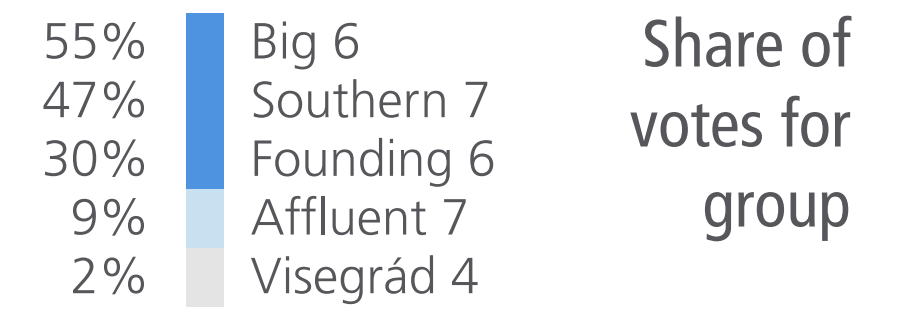 55% Big 6
47% Southern 7
30% Founding 6
9% Affluent 7
2% Visegrád 4
Share of
votes for
group